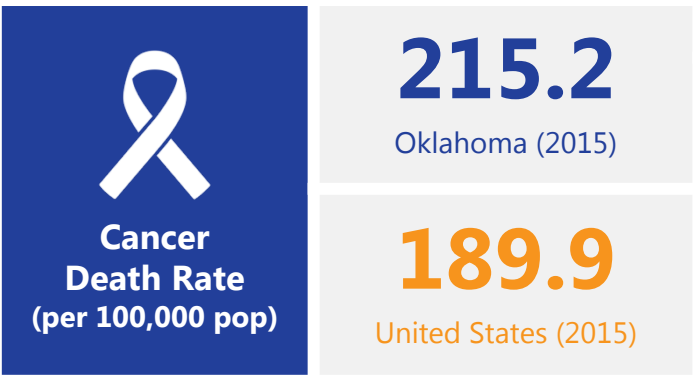 Cancer
Death Rate
(per 100,000 pop)
215.2
Oklahoma (2015)
189.9
United States (2015)